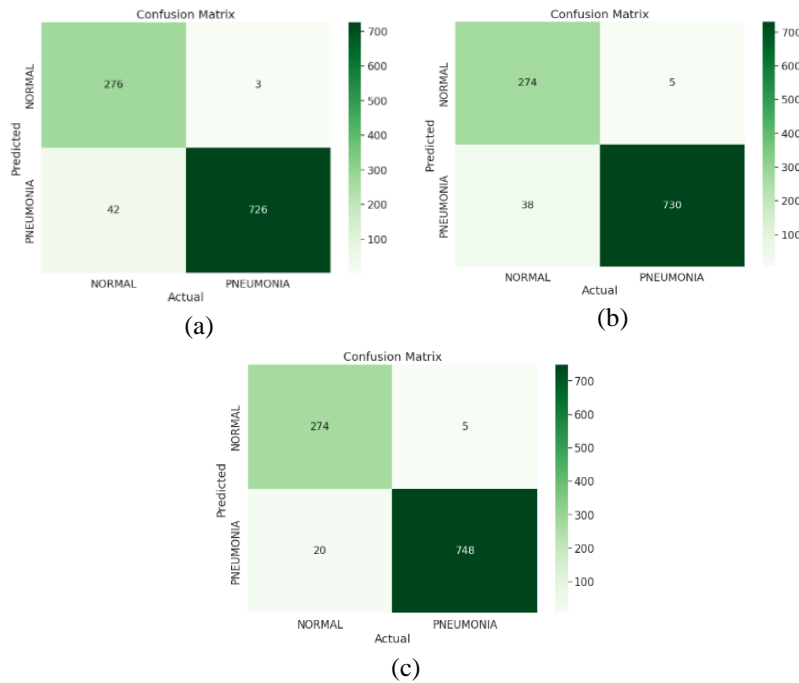 Confusion Matrix
NORMAL
PNEUMONIA
Predicted
276
3
42
726
700
600
500
400
300
200
100
NORMAL
PNEUMONIA
Actual
(a)
Confusion Matrix
NORMAL
PNEUMONIA
Predicted
274
5
38
730
700
600
500
400
300
200
100
NORMAL
PNEUMONIA
Actual
(b)
Confusion Matrix
NORMAL
PNEUMONIA
Predicted
274
5
20
748
700
600
500
400
300
200
100
NORMAL
PNEUMONIA
Actual
(c)